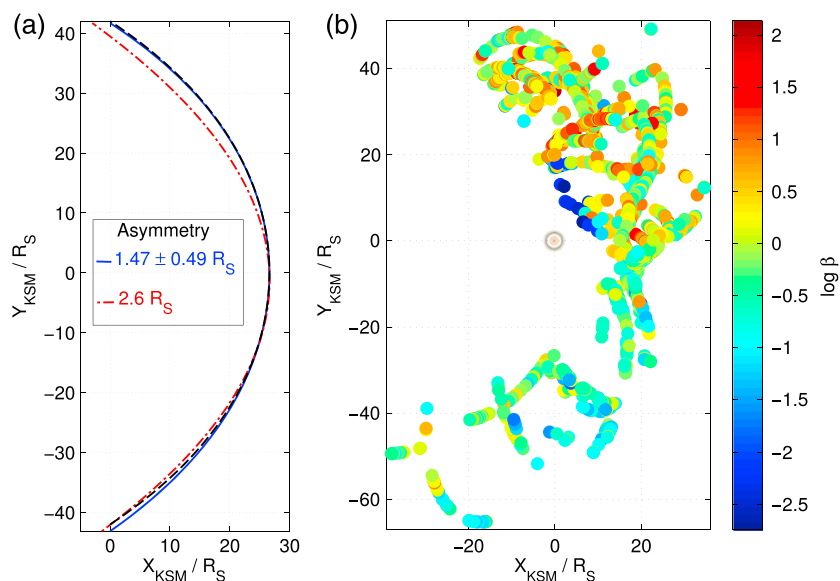 (a)
40
30
20
10
0
−10
−20
−30
−40
Y_KSM / R_S
Asymmetry
1.47 ± 0.49 R_S
2.6 R_S
0 10 20 30
X_KSM / R_S
(b)
40
20
0
−20
−40
−60
Y_KSM / R_S
−20 0 20
X_KSM / R_S
2
1.5
1
0.5
0
−0.5
−1
−1.5
−2
−2.5
log β